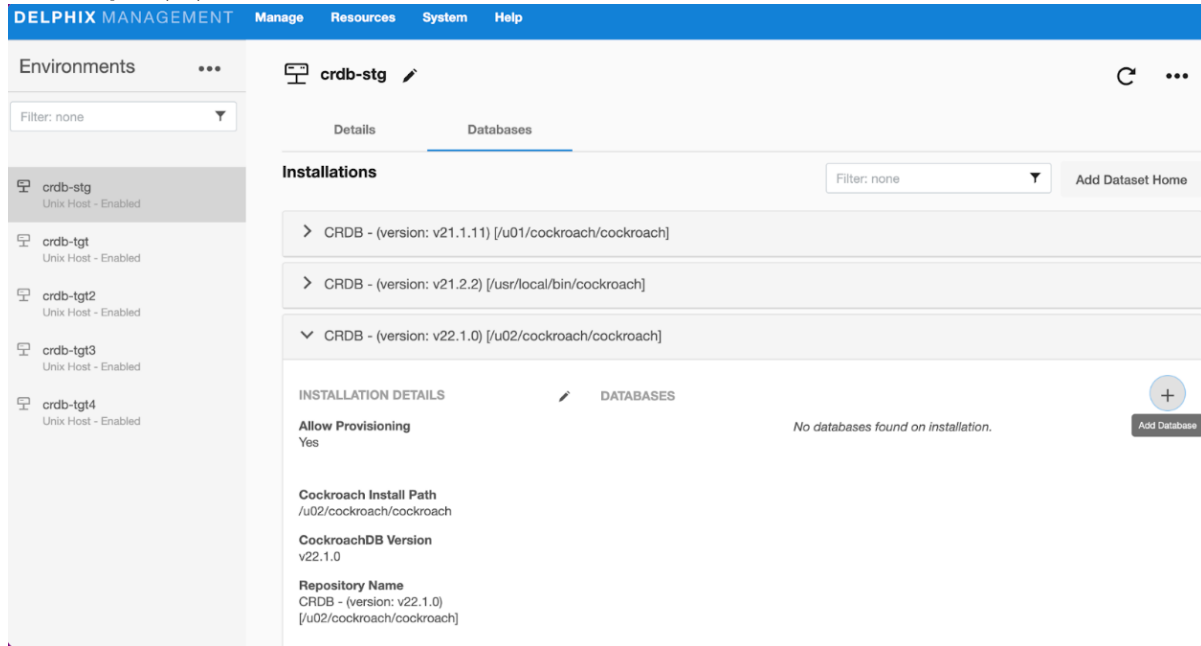 DELPHIX MANAGEMENT Manage Resources System Help
Environments
Filter: none
crdb-stg
Unix Host - Enabled
crdb-tgt
Unix Host - Enabled
crdb-tgt2
Unix Host - Enabled
crdb-tgt3
Unix Host - Enabled
crdb-tgt4
Unix Host - Enabled
crdb-stg
Details Databases
Installations
Filter: none
Add Dataset Home
CRDB - (version: v21.1.11) [/u01/cockroach/cockroach]
CRDB - (version: v21.2.2) [/usr/local/bin/cockroach]
CRDB - (version: v22.1.0) [/u02/cockroach/cockroach]
INSTALLATION DETAILS
Allow Provisioning
Yes
Cockroach Install Path
/u02/cockroach/cockroach
CockroachDB Version
v22.1.0
Repository Name
CRDB - (version: v22.1.0)
[/u02/cockroach/cockroach]
DATABASES
No databases found on installation.
Add Database